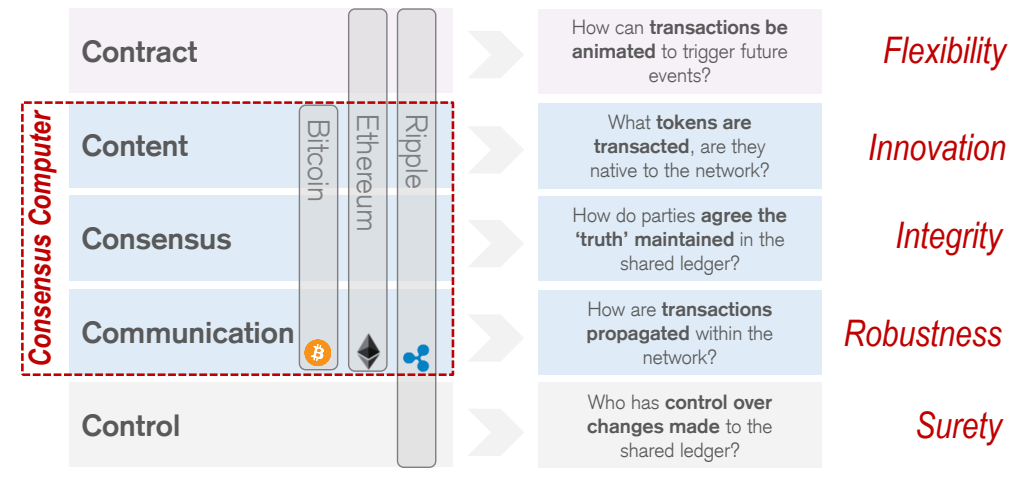 Contract
How can transactions be
animated to trigger future
events?
Flexibility
Consensus Computer
Bitcoin
Ethereum
Ripple
Content
What tokens are
transacted, are they
native to the network?
Innovation
Consensus
How do parties agree the
‘truth’ maintained in the
shared ledger?
Integrity
Communication
How are transactions
propagated within the
network?
Robustness
Control
Who has control over
changes made to the
shared ledger?
Surety